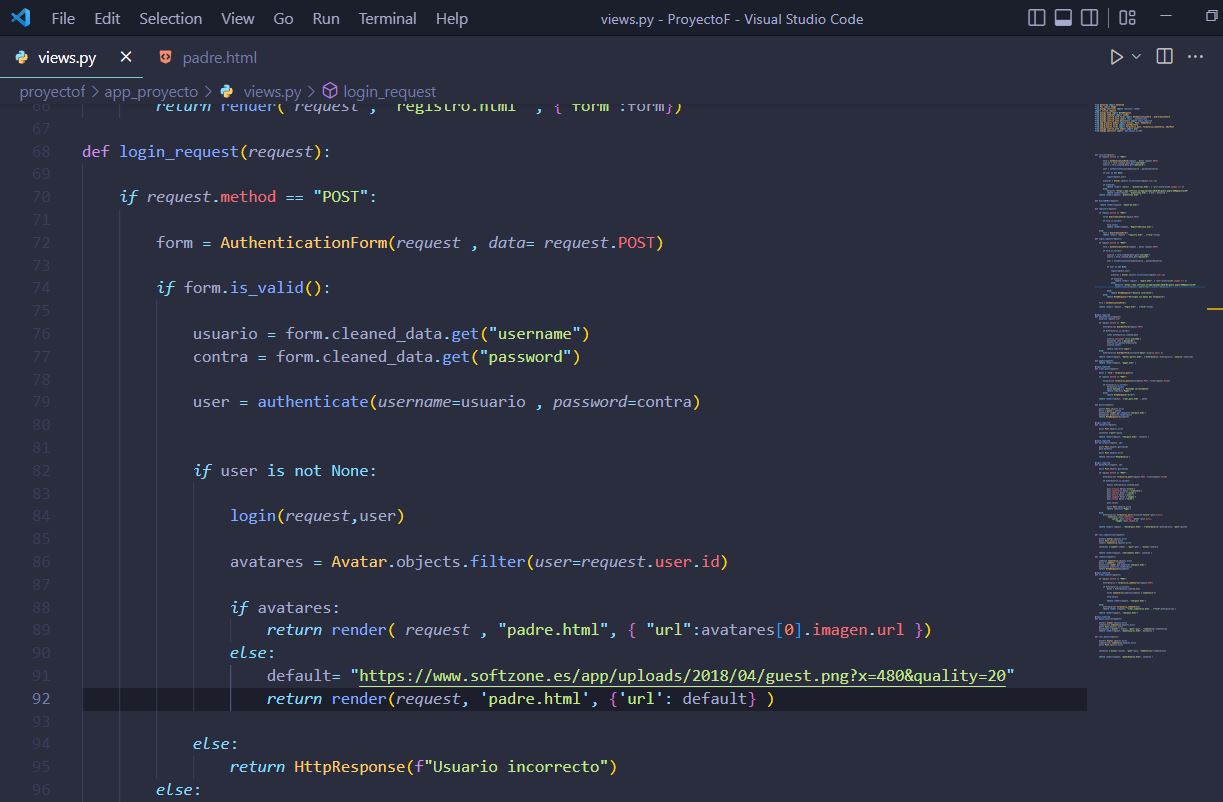 File Edit Selection View Go Run Terminal Help views.py - ProyectoF - Visual Studio Code
views.py padre.html
proyectof > app_proyecto > views.py > login_request
66 return render( request , "registro.html" , { "form":form})
67
68 def login_request(request):
69
70 if request.method == "POST":
71
72 form = AuthenticationForm(request , data= request.POST)
73
74 if form.is_valid():
75
76 usuario = form.cleaned_data.get("username")
77 contra = form.cleaned_data.get("password")
78
79 user = authenticate(username=usuario , password=contra)
80
81
82 if user is not None:
83
84 login(request,user)
85
86 avatares = Avatar.objects.filter(user=request.user.id)
87
88 if avatares:
89 return render( request , "padre.html", { "url":avatares[0].imagen.url })
90 else:
91 default= "https://www.softzone.es/app/uploads/2018/04/guest.png?x=480&quality=20"
92 return render(request, 'padre.html', {'url': default} )
93
94 else:
95 return HttpResponse(f"Usuario incorrecto")
96 else: